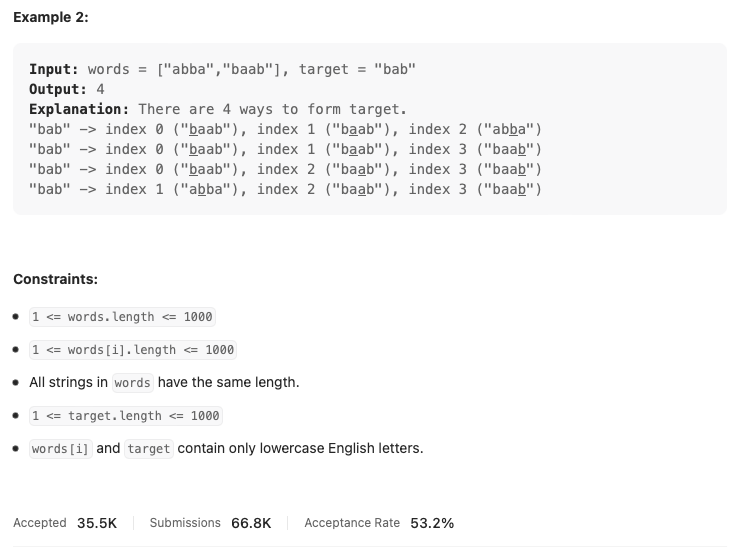 Example 2:
Input: words = ["abba","baab"], target = "bab"
Output: 4
Explanation: There are 4 ways to form target.
"bab" -> index 0 ("baab"), index 1 ("baab"), index 2 ("abba")
"bab" -> index 0 ("baab"), index 1 ("baab"), index 3 ("baab")
"bab" -> index 0 ("baab"), index 2 ("baab"), index 3 ("baab")
"bab" -> index 1 ("abba"), index 2 ("baab"), index 3 ("baab")
Constraints:
1 <= words.length <= 1000
1 <= words[i].length <= 1000
All strings in words have the same length.
1 <= target.length <= 1000
words[i] and target contain only lowercase English letters.
Accepted 35.5K Submissions 66.8K Acceptance Rate 53.2%